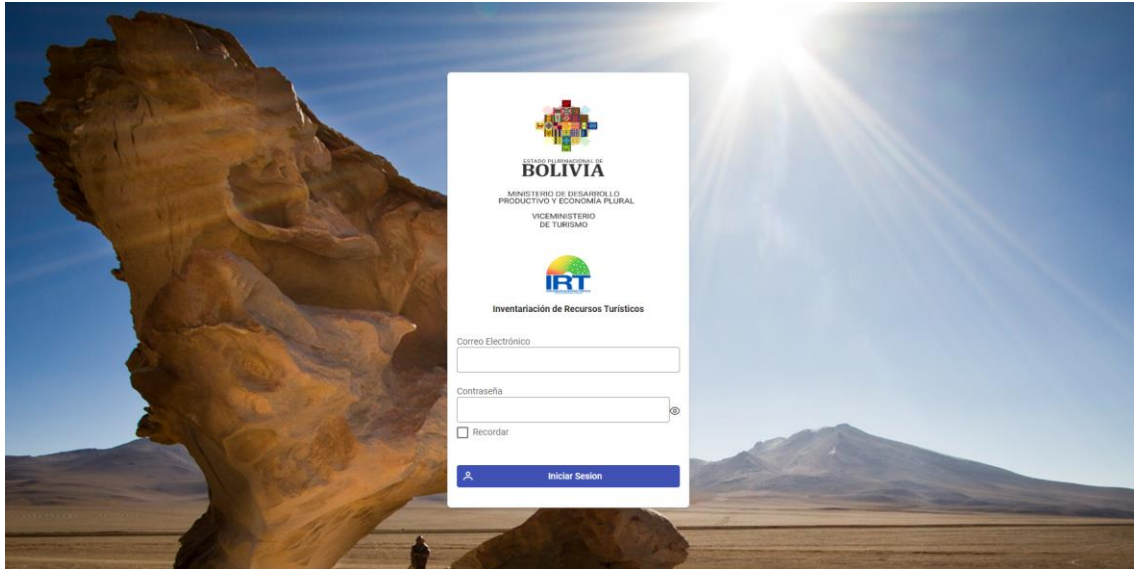 ESTADO PLURINACIONAL DE
BOLIVIA
MINISTERIO DE DESARROLLO
PRODUCTIVO Y ECONOMÍA PLURAL
VICEMINISTERIO
DE TURISMO
IRT
Inventariación de Recursos Turísticos
Correo Electrónico
Contraseña
Recordar
Iniciar Sesion